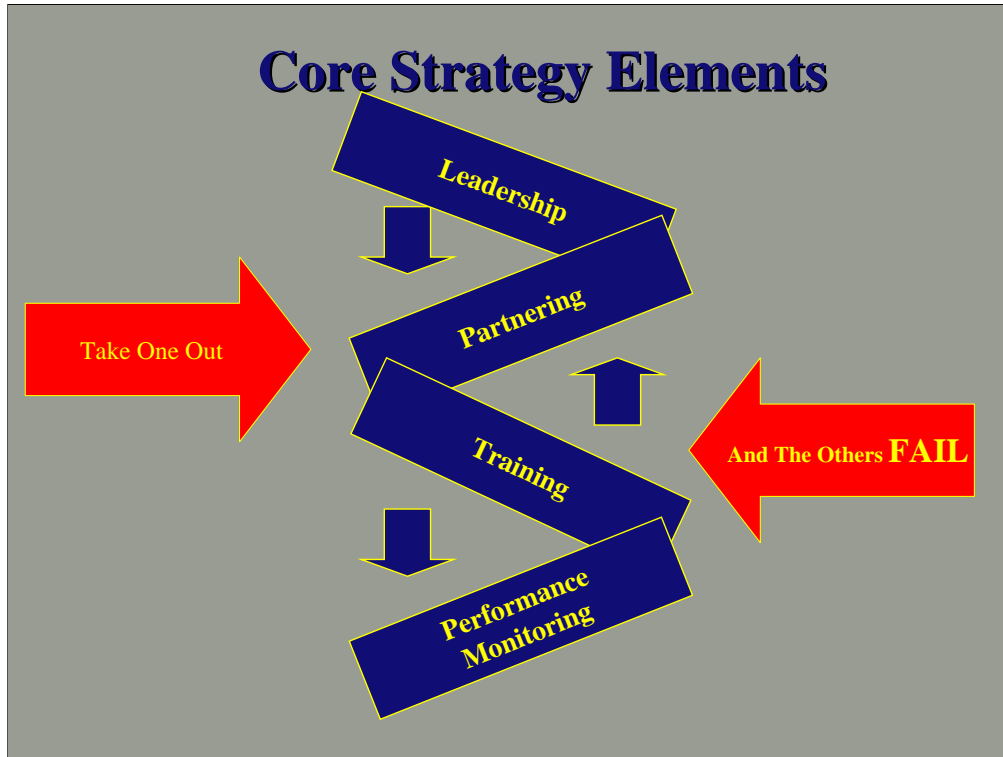 Core Strategy Elements
Leadership
Partnering
Take One Out
Training
And The Others FAIL
Performance
Monitoring